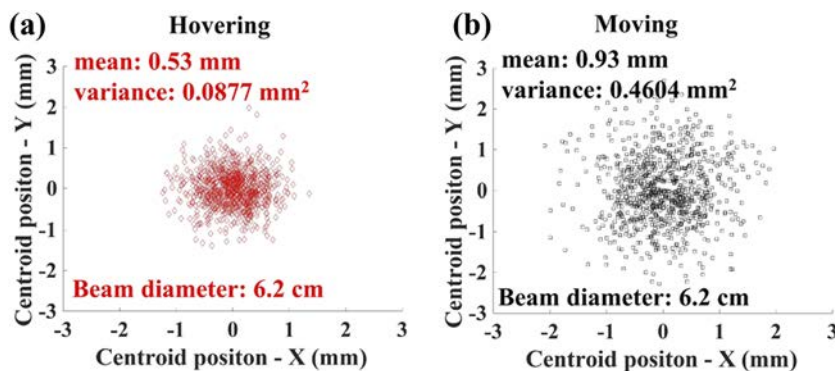 (a) Hovering
mean: 0.53 mm
variance: 0.0877 mm²
Beam diameter: 6.2 cm
3
2
1
0
-1
-2
-3
-3 -2 -1 0 1 2 3
Centroid positon - Y (mm)
Centroid positon - X (mm)
(b) Moving
mean: 0.93 mm
variance: 0.4604 mm²
Beam diameter: 6.2 cm
3
2
1
0
-1
-2
-3
-3 -2 -1 0 1 2 3
Centroid positon - Y (mm)
Centroid positon - X (mm)